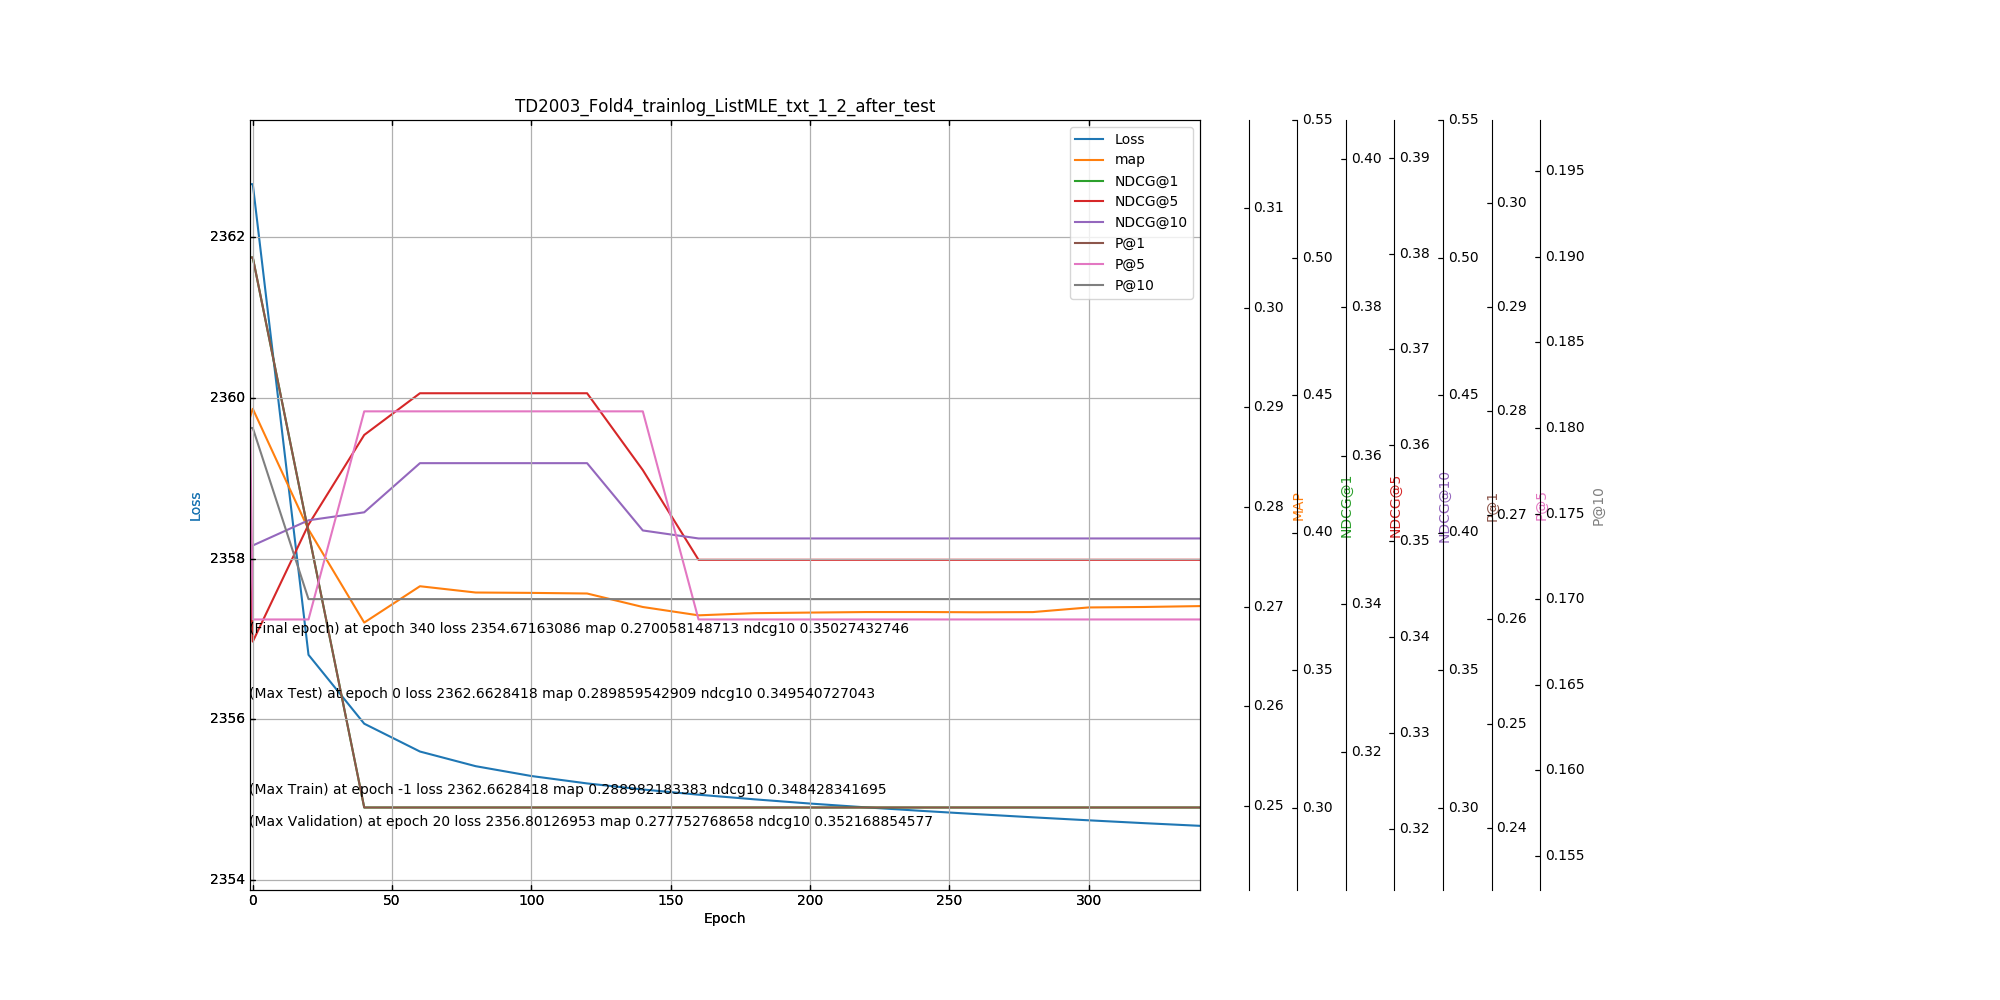 TD2003_Fold4_trainlog_ListMLE_txt_1_2_after_test
Loss
map
NDCG@1
NDCG@5
NDCG@10
P@1
P@5
P@10
2362
2360
2358
2356
2354
Loss
(Final epoch) at epoch 340 loss 2354.67163086 map 0.270058148713 ndcg10 0.35027432746
(Max Test) at epoch 0 loss 2362.6628418 map 0.289859542909 ndcg10 0.349540727043
(Max Train) at epoch -1 loss 2362.6628418 map 0.288982183383 ndcg10 0.348428341695
(Max Validation) at epoch 20 loss 2356.80126953 map 0.277752768658 ndcg10 0.352168854577
0 50 100 150 200 250 300
Epoch
0.31
0.30
0.29
0.28
0.27
0.26
0.25
MAP
0.55
0.50
0.45
0.40
0.35
0.30
NDCG@1
0.40
0.38
0.36
0.34
0.32
NDCG@5
0.39
0.38
0.37
0.36
0.35
0.34
0.33
0.32
NDCG@10
0.55
0.50
0.45
0.40
0.35
0.30
P@1
0.30
0.29
0.28
0.27
0.26
0.25
0.24
P@5
0.195
0.190
0.185
0.180
0.175
0.170
0.165
0.160
0.155
P@10